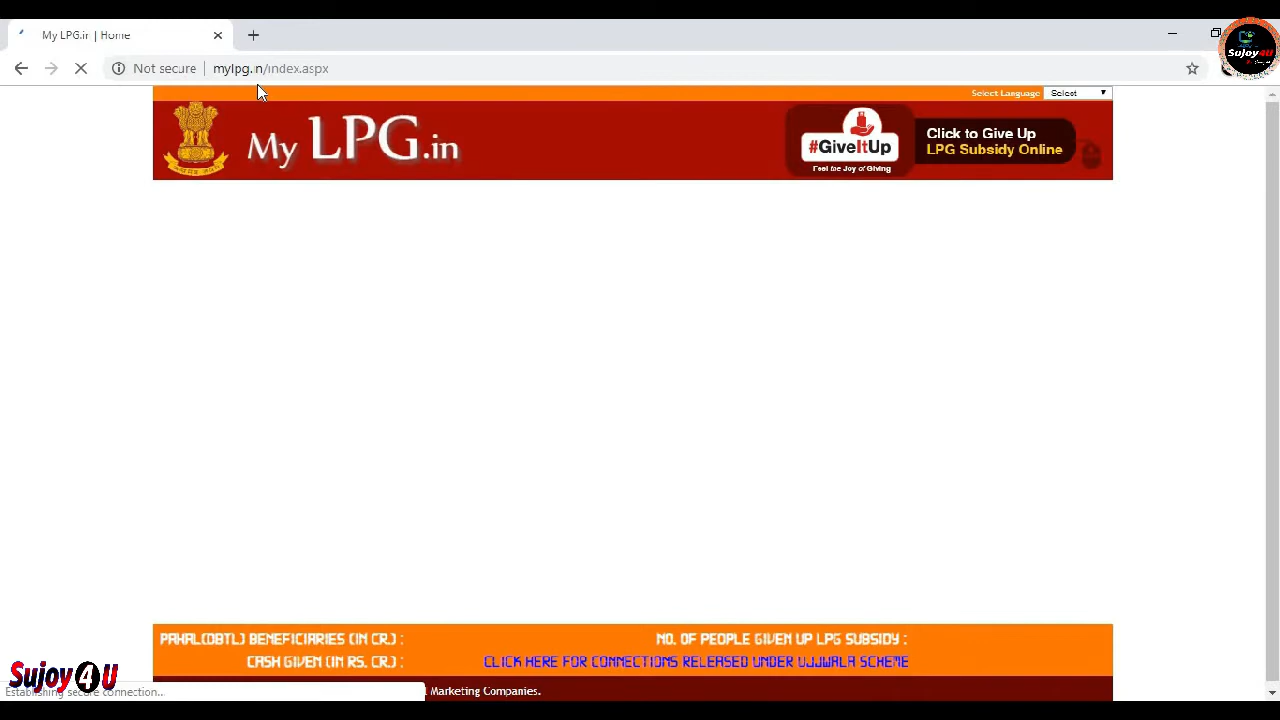 My LPG.in | Home
Sujoy4U
Not secure | mylpg.in/index.aspx
Select Language Select
My LPG.in
#GiveItUp
Feel the Joy of Giving
Click to Give Up
LPG Subsidy Online
PAHAL(DBTL) BENEFICIARIES (IN CR.) :
NO. OF PEOPLE GIVEN UP LPG SUBSIDY :
CASH GIVEN (IN RS. CR.) :
CLICK HERE FOR CONNECTIONS RELEASED UNDER UJJWALA SCHEME
Sujoy 4 U
Establishing secure connection...
l Marketing Companies.